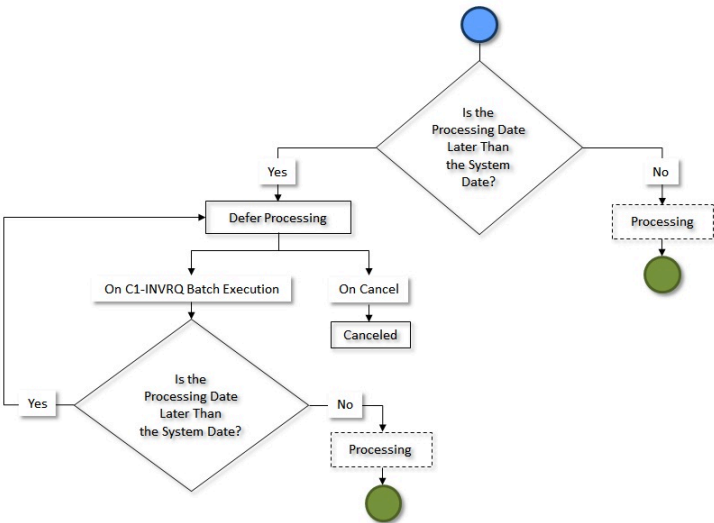 Is the
Processing Date
Later Than
the System
Date?
Yes
No
Defer Processing
Processing
On C1-INVRQ Batch Execution
On Cancel
Canceled
Is the
Processing Date
Later Than
the System Date?
Yes
No
Processing